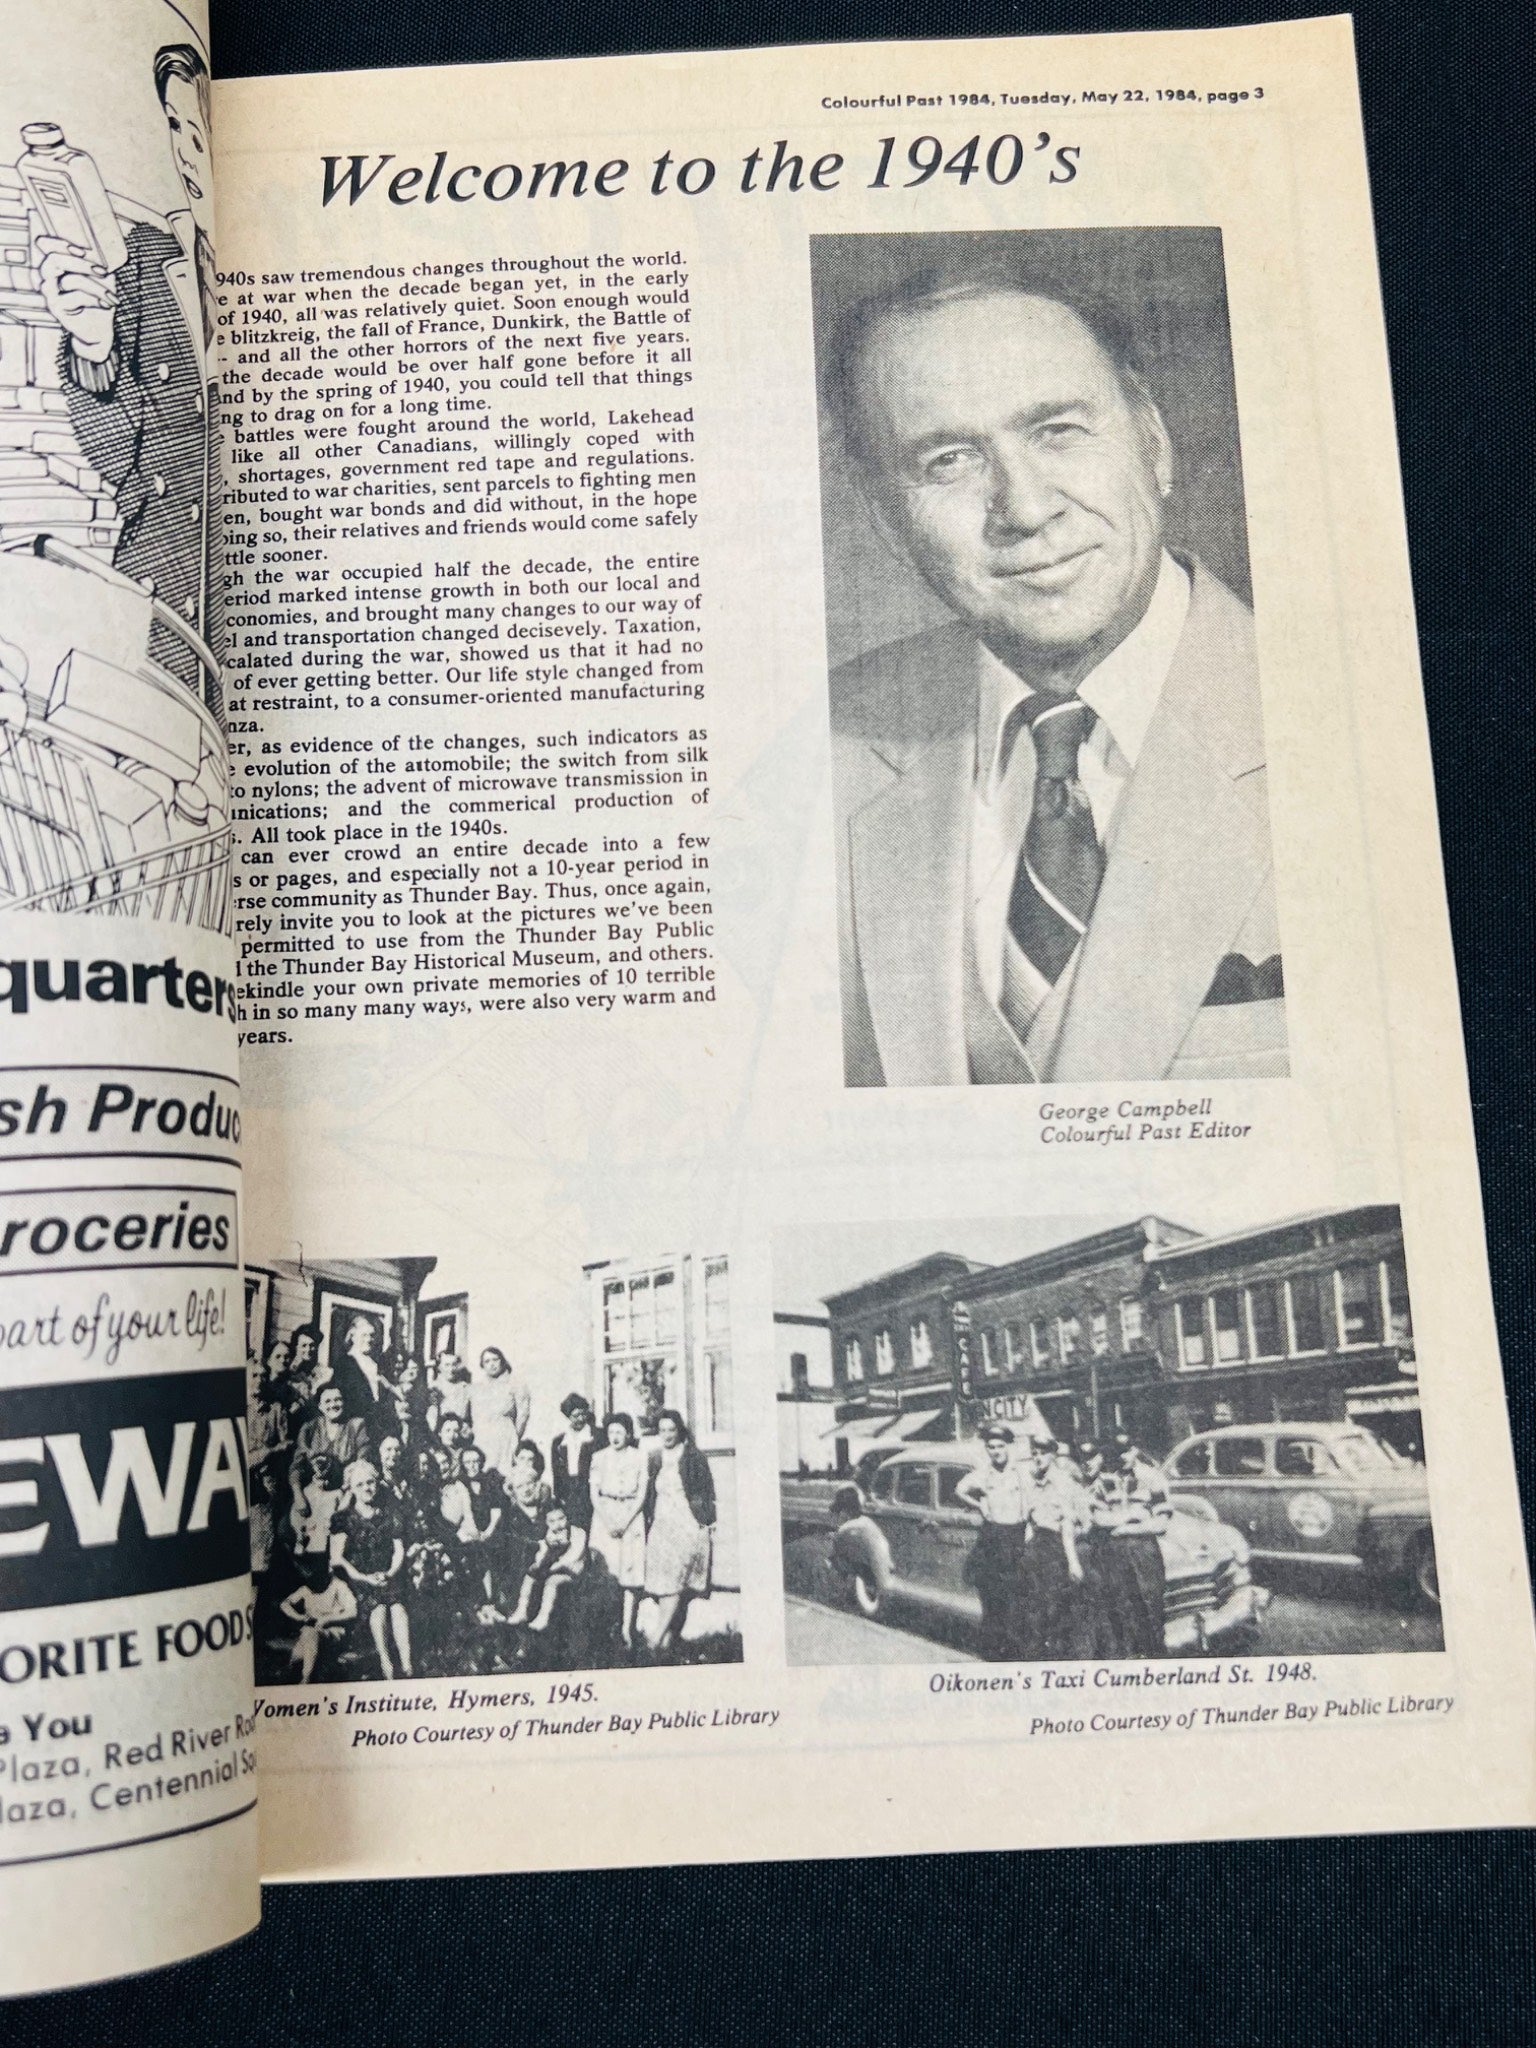 quarters
sh Produc
roceries
part of your life!
EWA
ORITE FOODS
You
Plaza, Red River
laza, Centennial
Colourful Past 1984, Tuesday, May 22, 1984, page 3
Welcome to the 1940's
940s saw tremendous changes throughout the world.
e at war when the decade began yet, in the early
of 1940, all was relatively quiet. Soon enough would
e blitzkreig, the fall of France, Dunkirk, the Battle of
-- and all the other horrors of the next five years.
the decade would be over half gone before it all
nd by the spring of 1940, you could tell that things
ng to drag on for a long time.
e battles were fought around the world, Lakehead
like all other Canadians, willingly coped with
, shortages, government red tape and regulations.
ributed to war charities, sent parcels to fighting men
en, bought war bonds and did without, in the hope
oing so, their relatives and friends would come safely
ttle sooner.
gh the war occupied half the decade, the entire
eriod marked intense growth in both our local and
conomies, and brought many changes to our way of
el and transportation changed decisevely. Taxation,
calated during the war, showed us that it had no
of ever getting better. Our life style changed from
at restraint, to a consumer-oriented manufacturing
nza.
er, as evidence of the changes, such indicators as
e evolution of the automobile; the switch from silk
to nylons; the advent of microwave transmission in
unications; and the commerical production of
s. All took place in the 1940s.
can ever crowd an entire decade into a few
s or pages, and especially not a 10-year period in
rse community as Thunder Bay. Thus, once again,
rely invite you to look at the pictures we've been
permitted to use from the Thunder Bay Public
l the Thunder Bay Historical Museum, and others.
ekindle your own private memories of 10 terrible
h in so many many ways, were also very warm and
years.
George Campbell
Colourful Past Editor
CAFE
CITY
Women's Institute, Hymers, 1945.
Photo Courtesy of Thunder Bay Public Library
Oikonen's Taxi Cumberland St. 1948.
Photo Courtesy of Thunder Bay Public Library